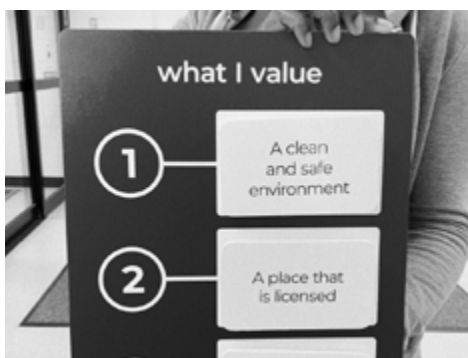 what I value
1
A clean
and safe
environment
2
A place that
is licensed